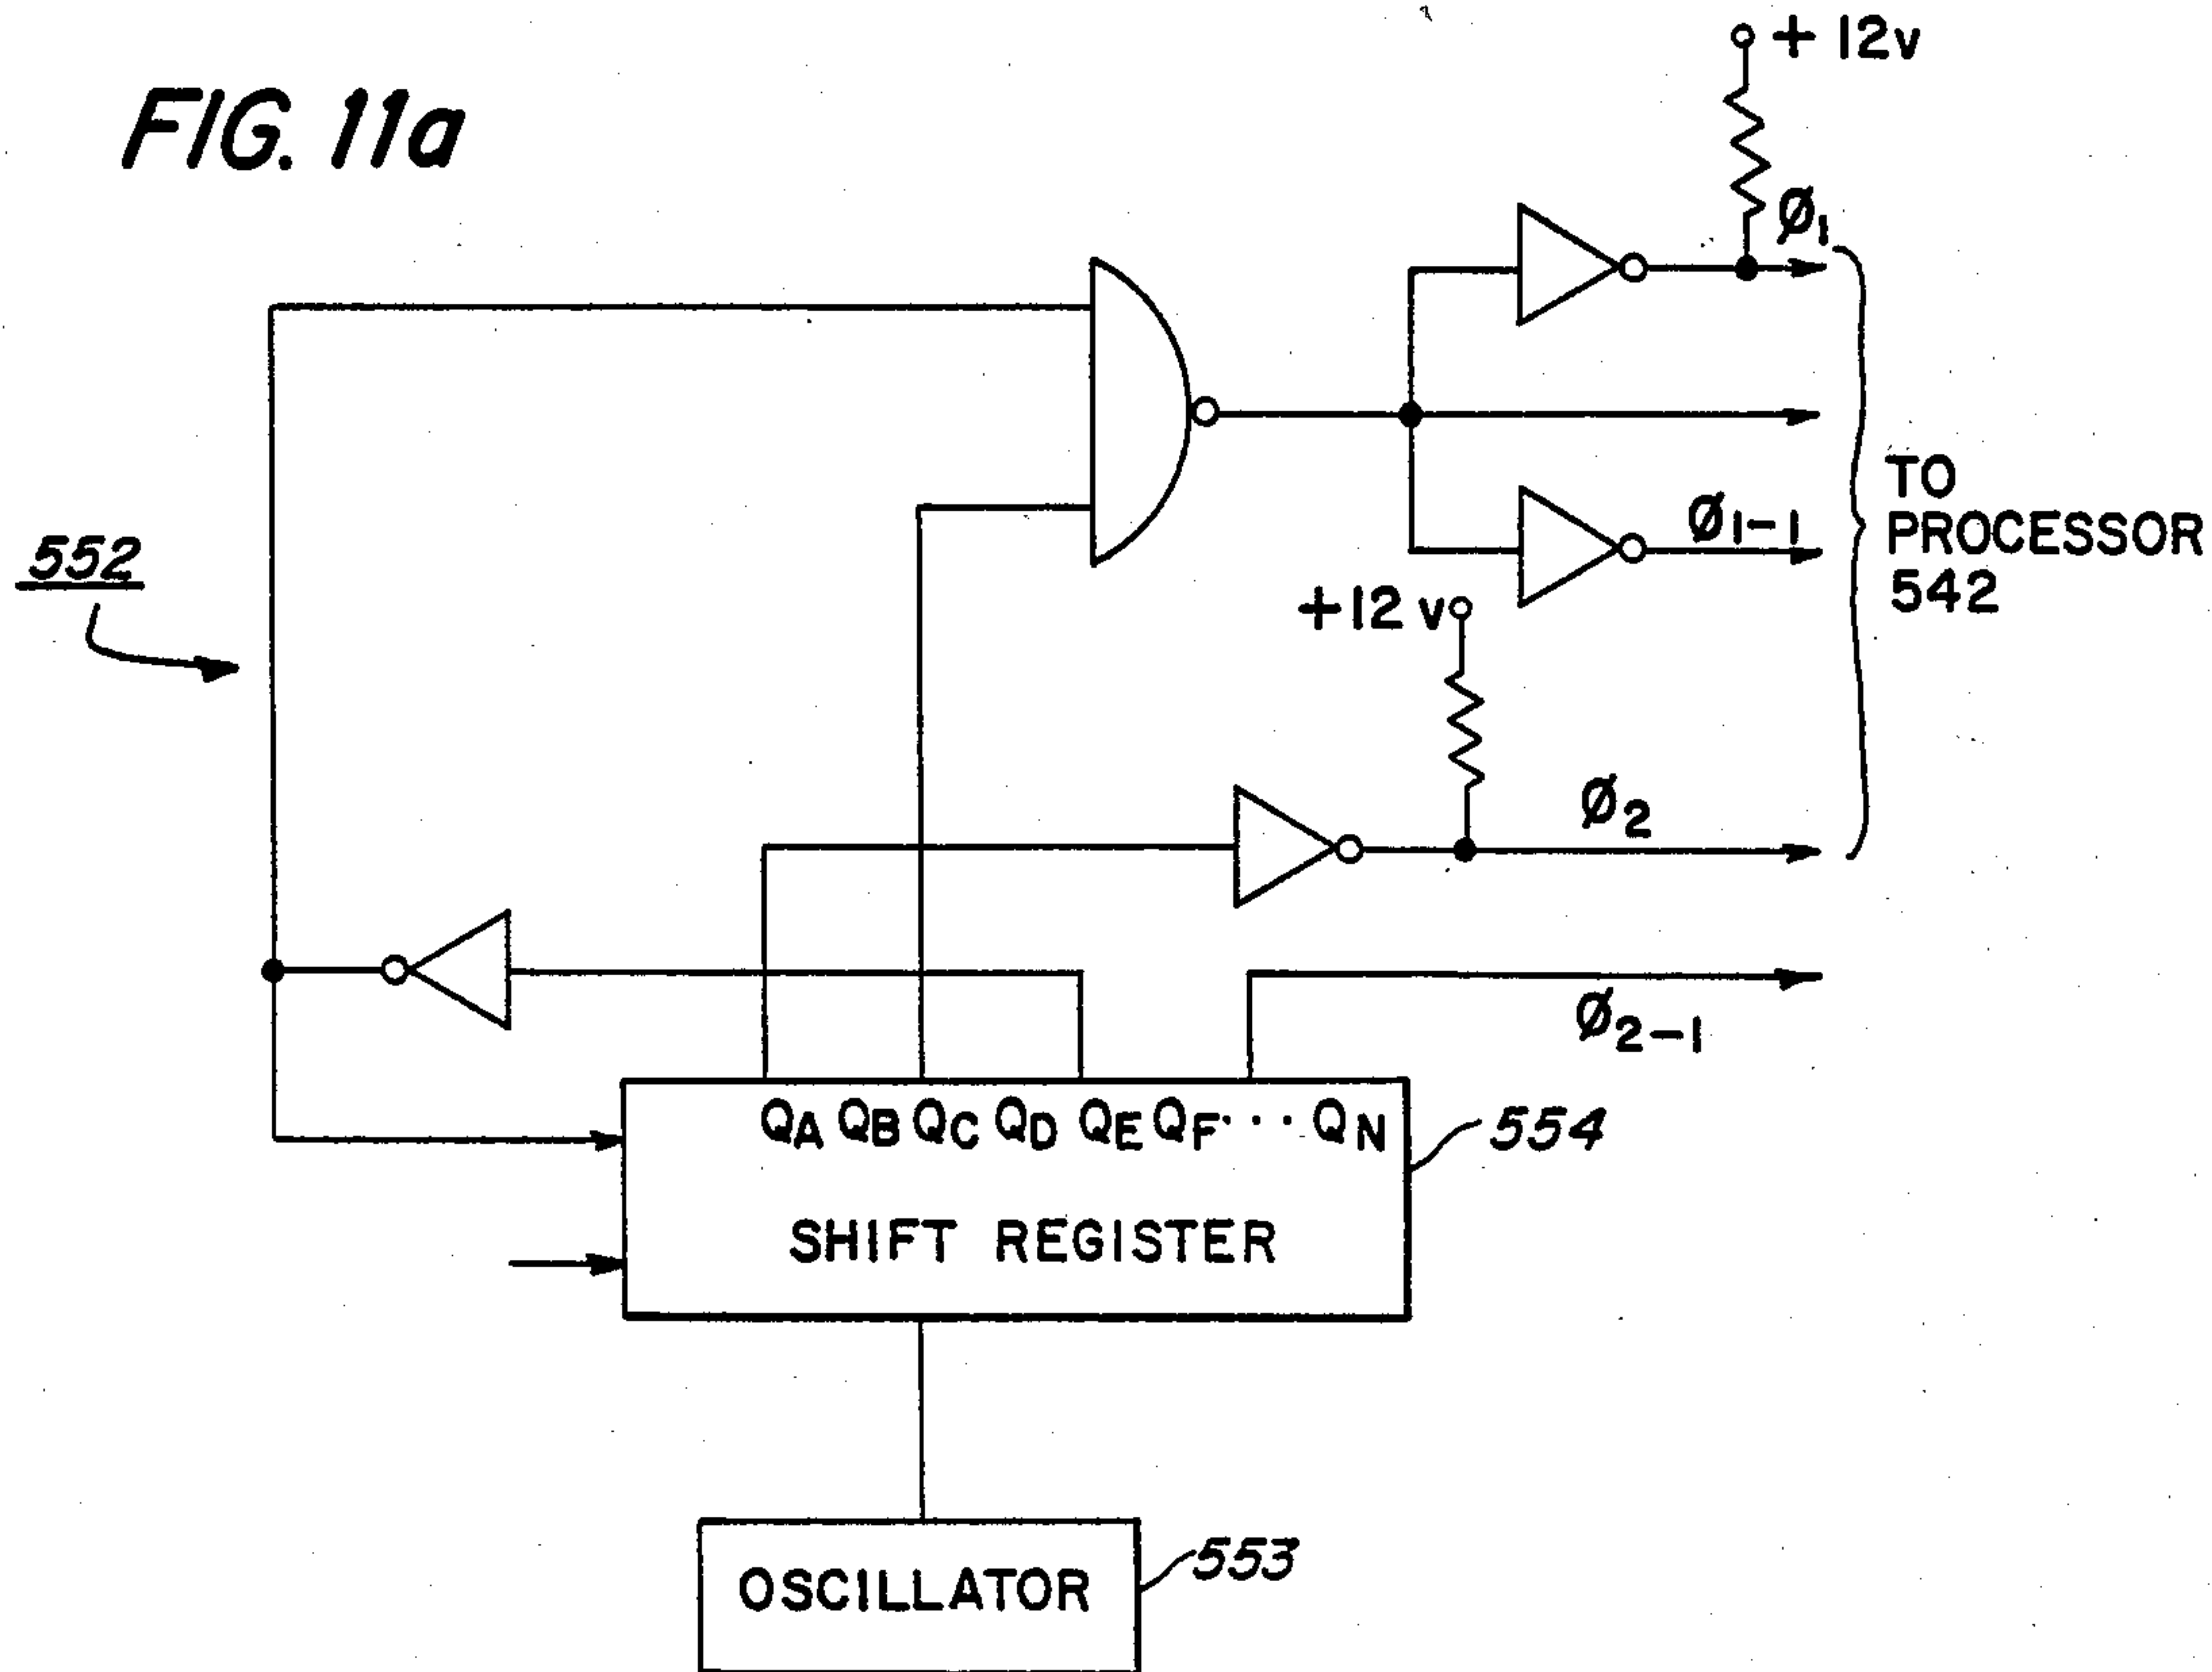 FIG. 11a
+ 12v
Ø1
TO
PROCESSOR
542
Ø1-1
552
+12 v
Ø2
Ø2-1
QA QB QC QD QE QF... QN
554
SHIFT REGISTER
OSCILLATOR
553